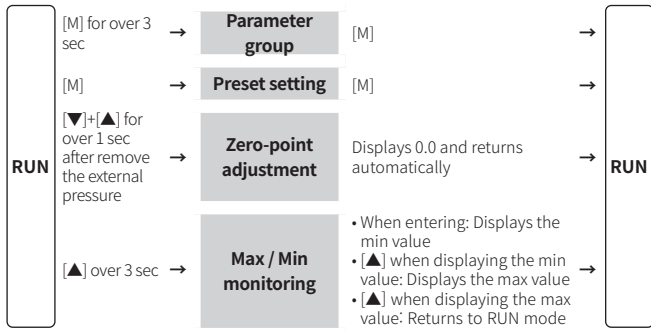 RUN
[M] for over 3
sec
→
Parameter
group
[M]
→
[M]
→
Preset setting
[M]
→
[▼]+[▲] for
over 1 sec
after remove
the external
pressure
→
Zero-point
adjustment
Displays 0.0 and returns
automatically
→
[▲] over 3 sec
→
Max / Min
monitoring
• When entering: Displays the
min value
• [▲] when displaying the min
value: Displays the max value
• [▲] when displaying the max
value: Returns to RUN mode
→
RUN